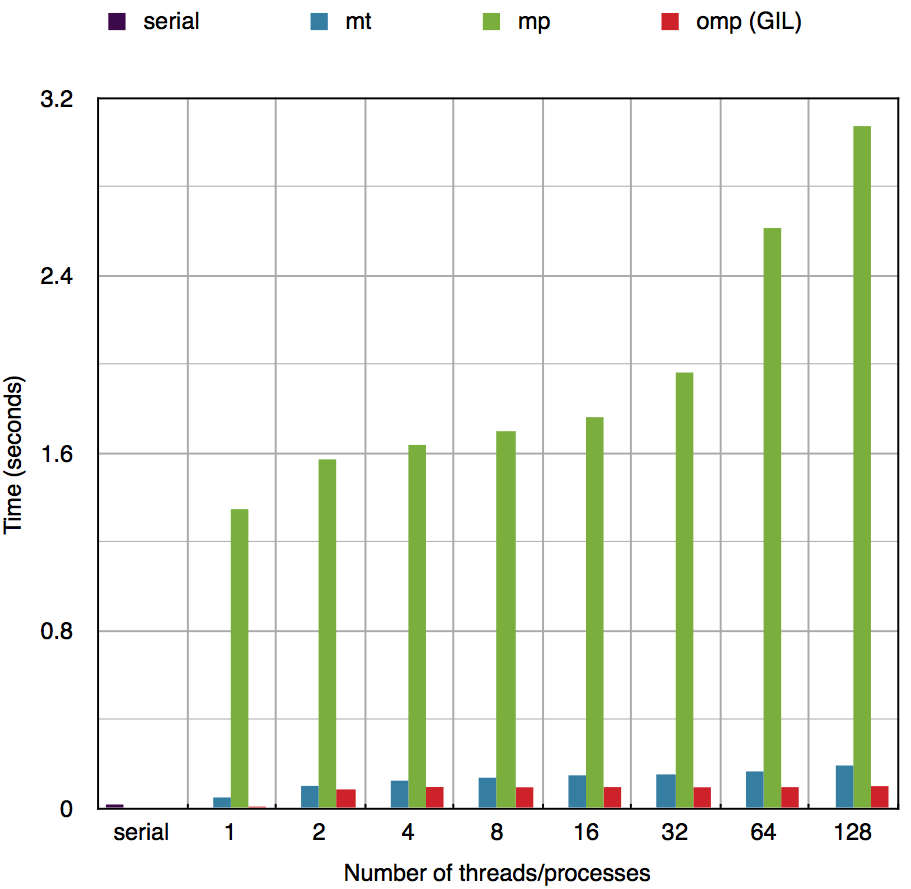 serial mt mp omp (GIL)
3.2
2.4
1.6
0.8
0
Time (seconds)
serial 1 2 4 8 16 32 64 128
Number of threads/processes